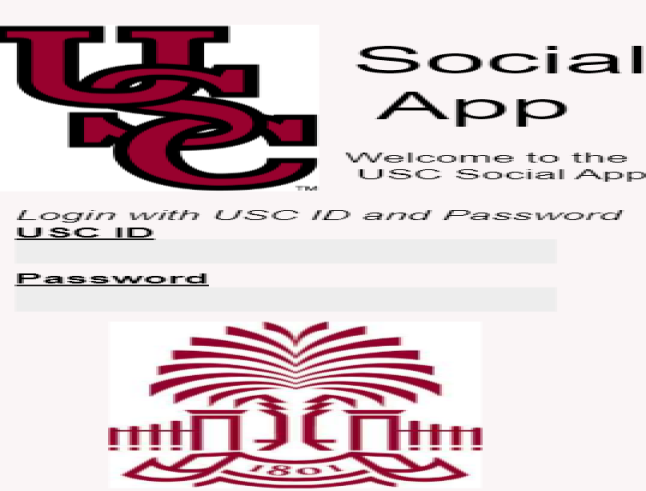 USC
TM
Social
App
Welcome to the
USC Social App
Login with USC ID and Password
USC ID
Password
1801